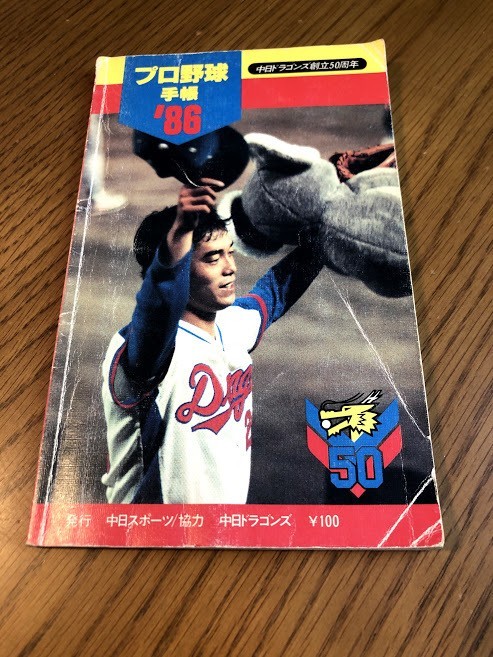 プロ野球
手帳
'86
中日ドラゴンズ創立50周年
Drag
50
発行 中日スポーツ/協力 中日ドラゴンズ ¥100